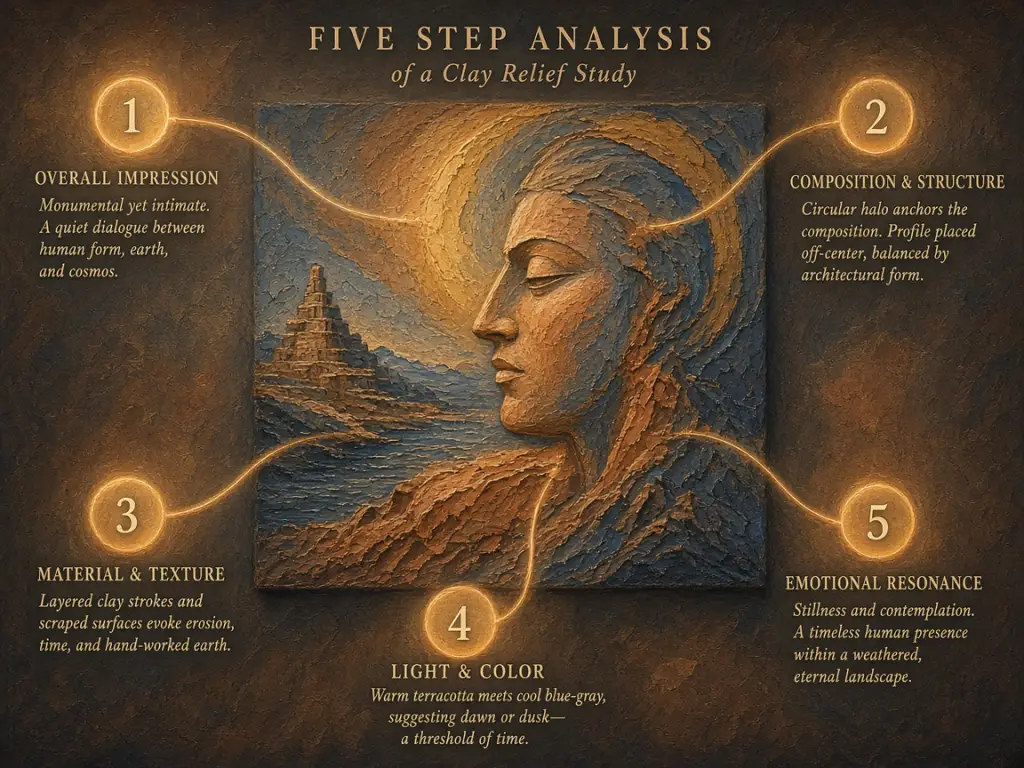 FIVE STEP ANALYSIS
of a Clay Relief Study
1
OVERALL IMPRESSION
Monumental yet intimate.
A quiet dialogue between
human form, earth,
and cosmos.
2
COMPOSITION & STRUCTURE
Circular halo anchors the
composition. Profile placed
off-center, balanced by
architectural form.
3
MATERIAL & TEXTURE
Layered clay strokes and
scraped surfaces evoke erosion,
time, and hand-worked earth.
4
LIGHT & COLOR
Warm terracotta meets cool blue-gray,
suggesting dawn or dusk—
a threshold of time.
5
EMOTIONAL RESONANCE
Stillness and contemplation.
A timeless human presence
within a weathered,
eternal landscape.